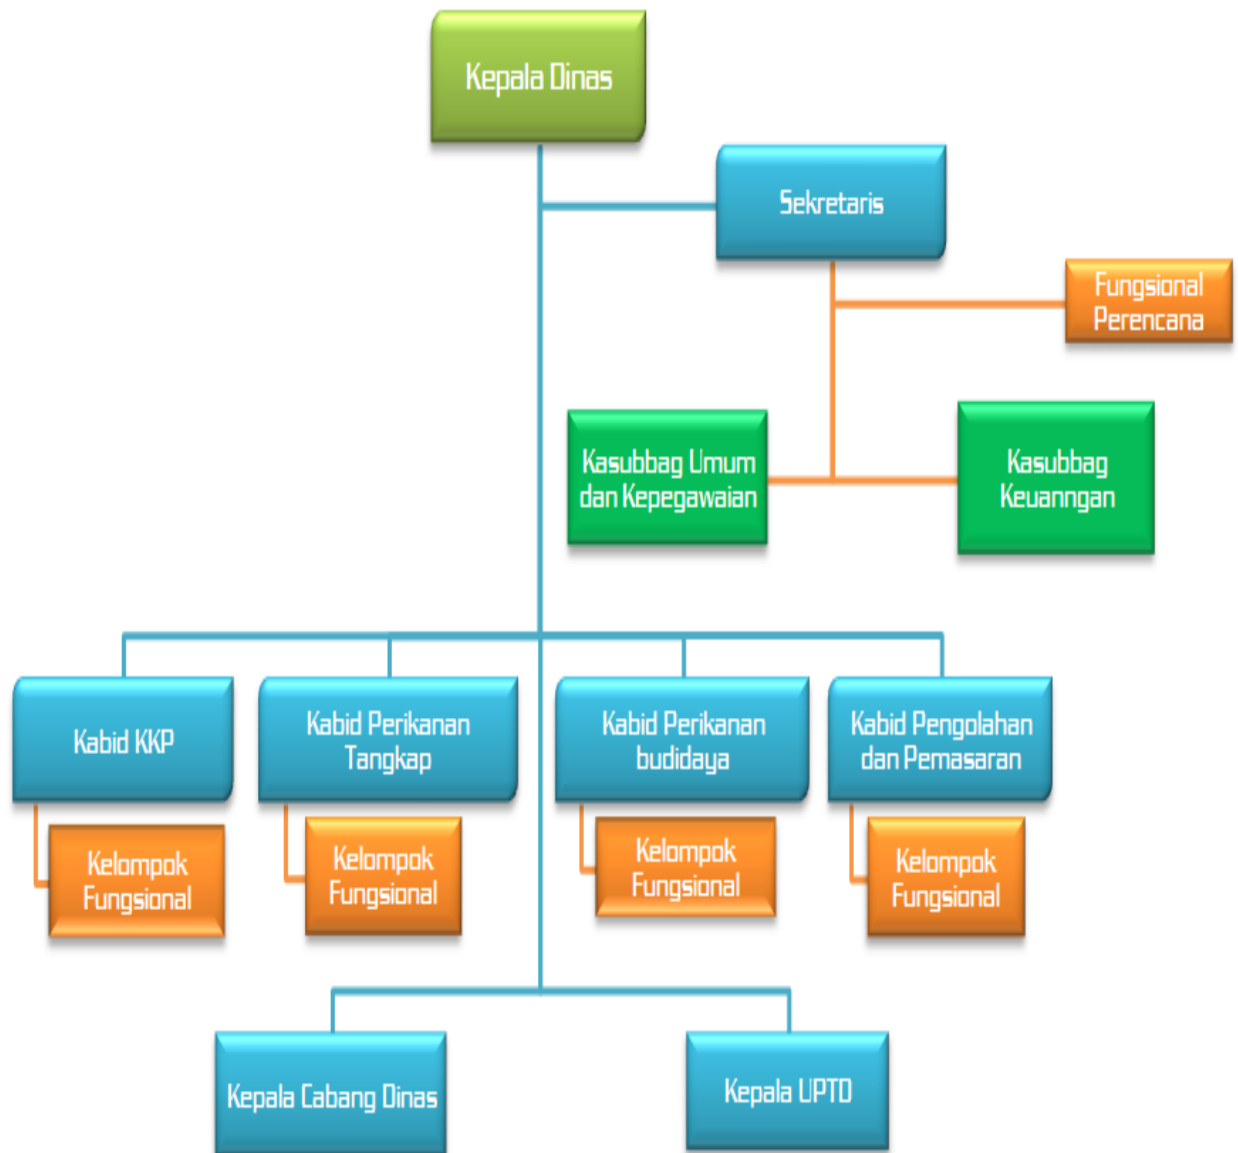 Kepala Dinas
Sekretaris
Fungsional
Perencana
Kasubbag Umum
dan Kepegawaian
Kasubbag
Keuanngan
Kabid KKP
Kabid Perikanan
Tangkap
Kabid Perikanan
budidaya
Kabid Pengolahan
dan Pemasaran
Kelompok
Fungsional
Kelompok
Fungsional
Kelompok
Fungsional
Kelompok
Fungsional
Kepala Cabang Dinas
Kepala UPTD